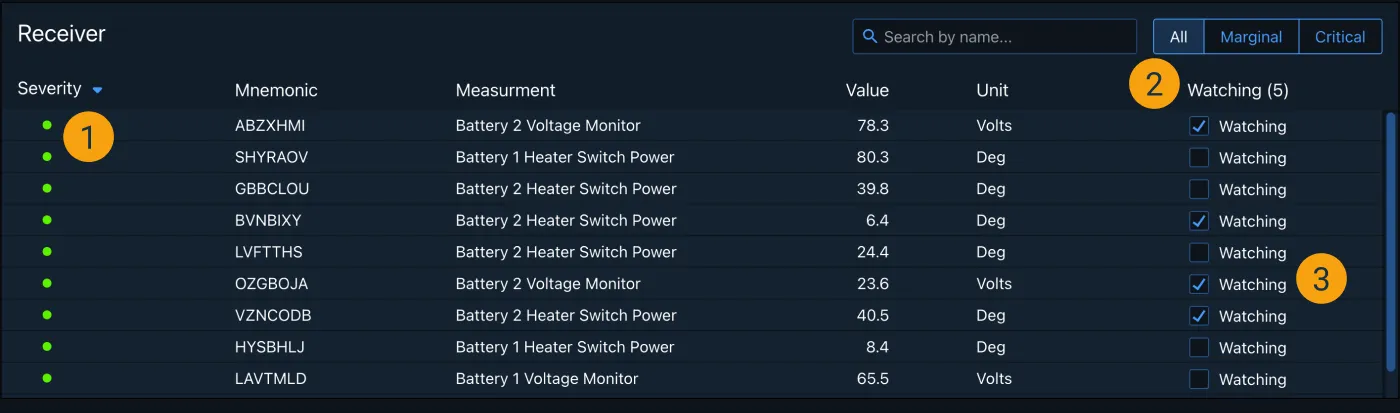 Receiver
Search by name...
All Marginal Critical
2
Severity Mnemonic Measurment Value Unit Watching (5)
1
ABZXHMI Battery 2 Voltage Monitor 78.3 Volts Watching
SHYRAOV Battery 1 Heater Switch Power 80.3 Deg Watching
GBBCLOU Battery 2 Heater Switch Power 39.8 Deg Watching
BVNBIXY Battery 2 Heater Switch Power 6.4 Deg Watching
LVFTTHS Battery 2 Heater Switch Power 24.4 Deg Watching
OZGBOJA Battery 2 Voltage Monitor 23.6 Volts Watching
3
VZNCODB Battery 2 Heater Switch Power 40.5 Deg Watching
HYSBHLJ Battery 1 Heater Switch Power 8.4 Deg Watching
LAVTMLD Battery 1 Voltage Monitor 65.5 Volts Watching